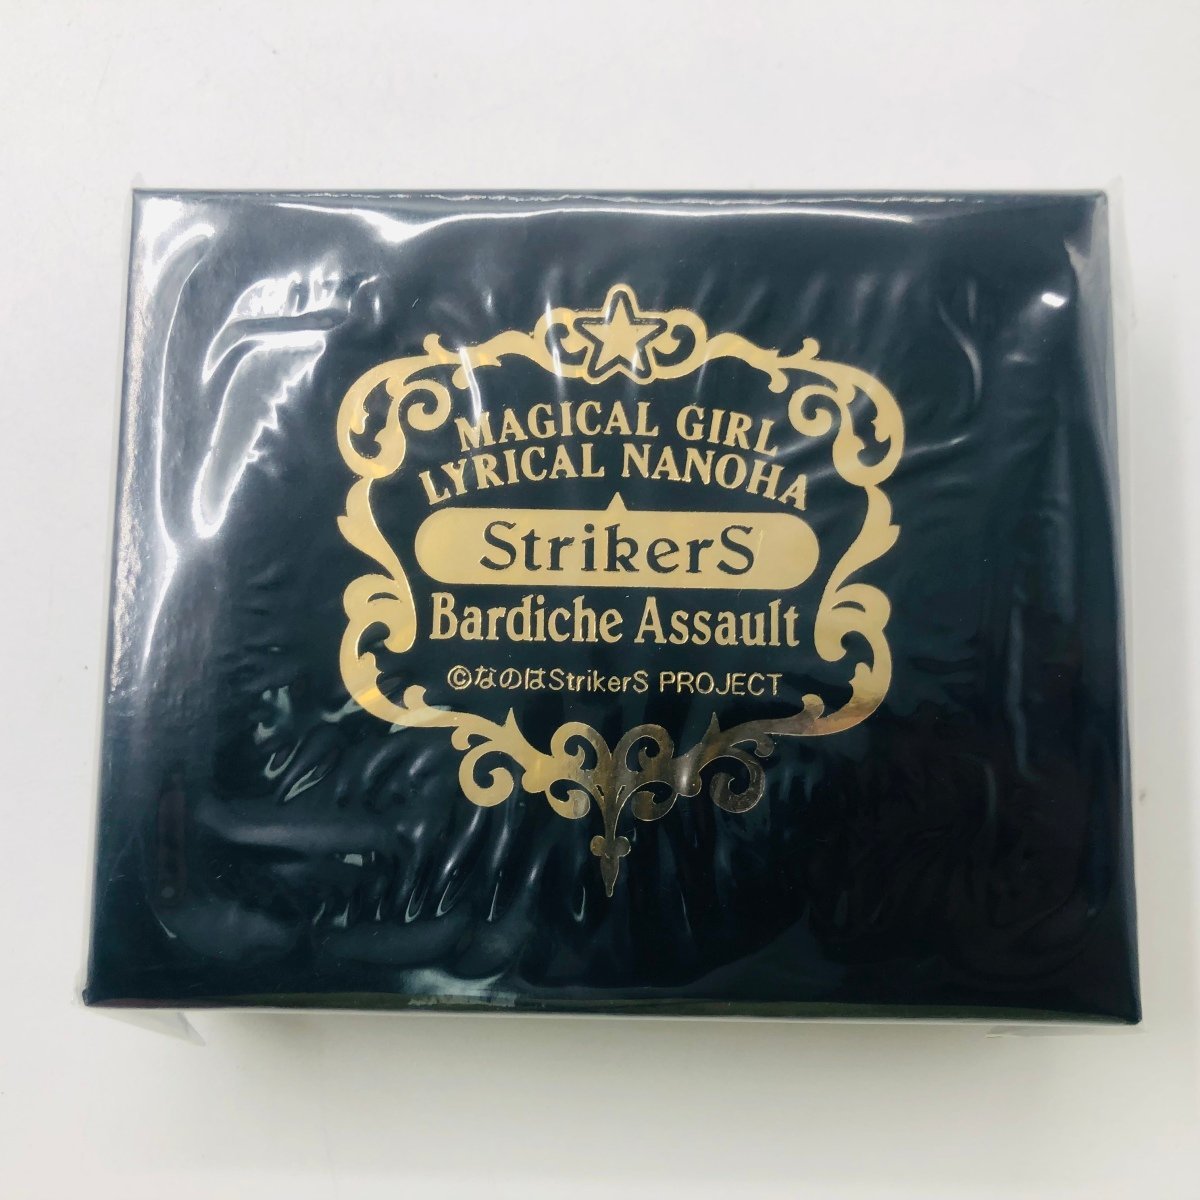 MAGICAL GIRL
LYRICAL NANOHA
StrikerS
Bardiche Assault
©なのはStrikerS PROJECT